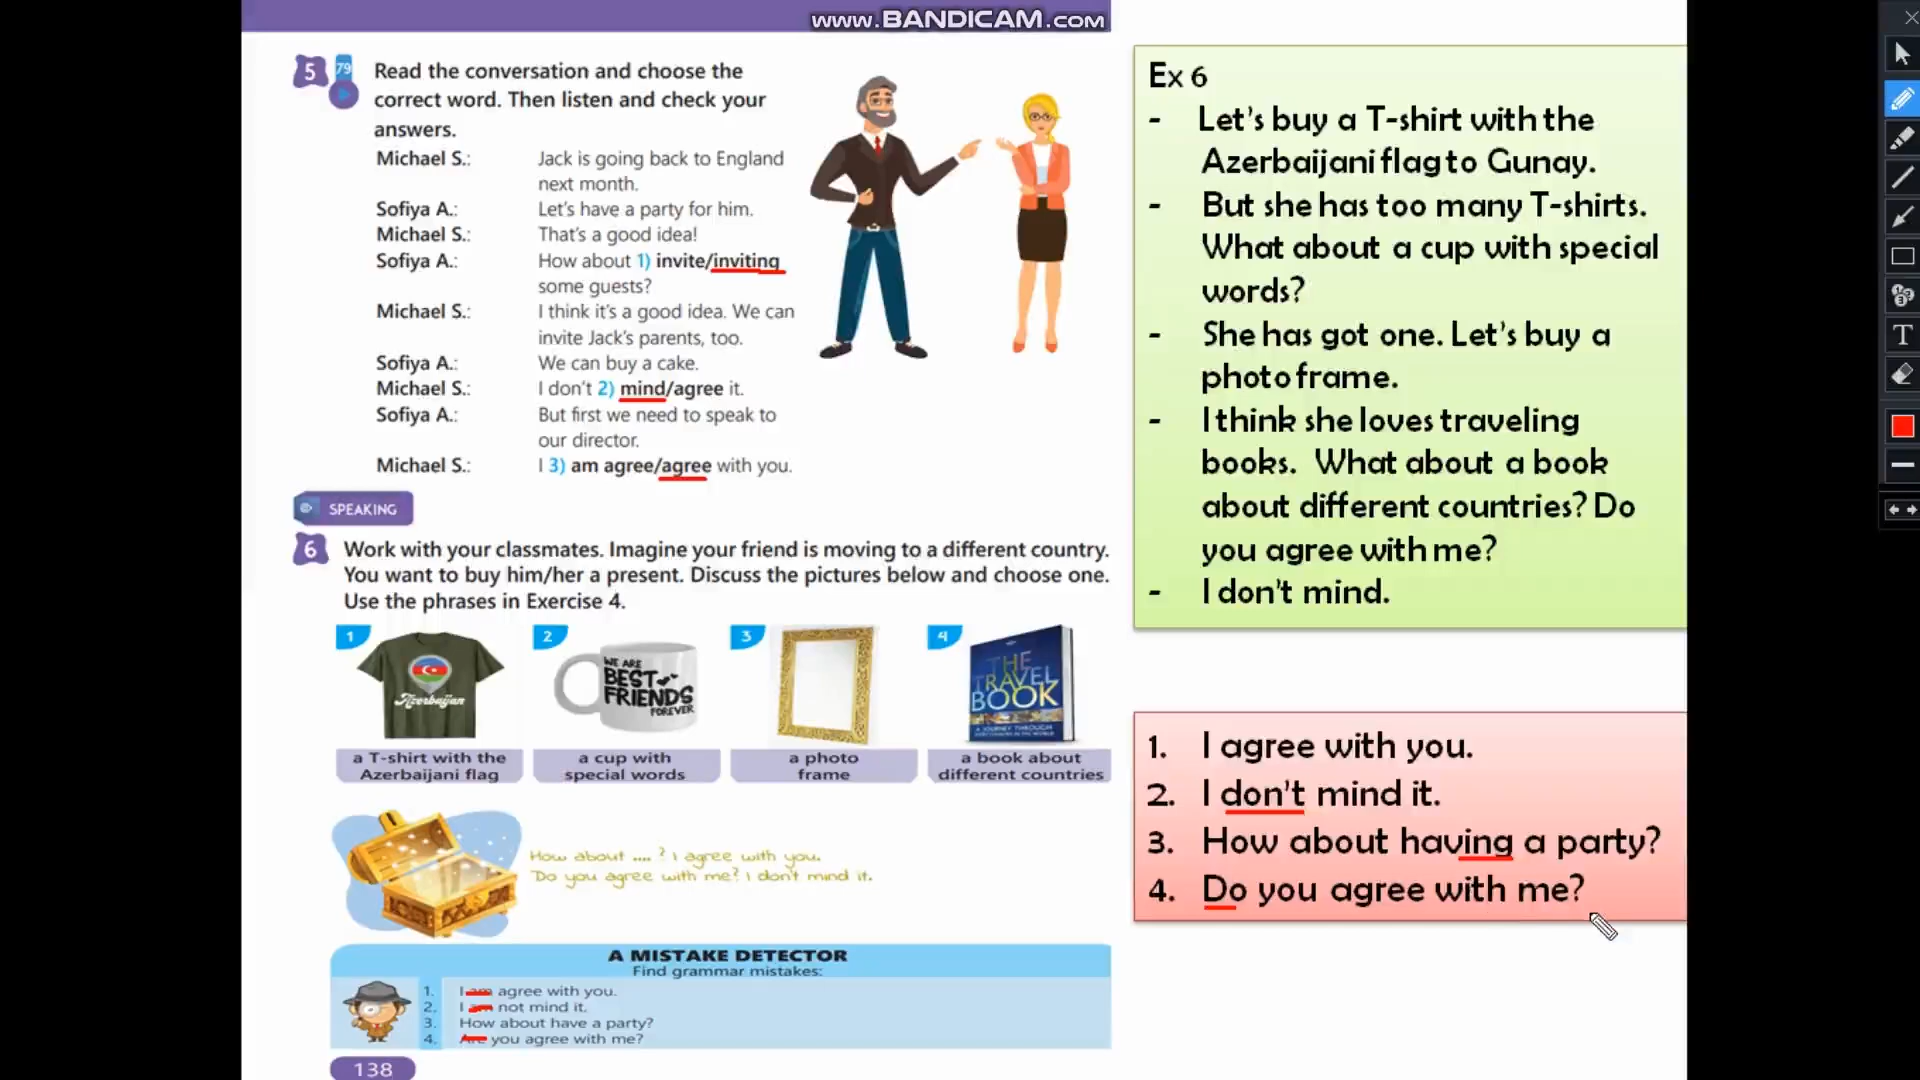 www.BANDICAM.com
5
79
Read the conversation and choose the
correct word. Then listen and check your
answers.
Michael S.: Jack is going back to England
next month.
Sofiya A.: Let's have a party for him.
Michael S.: That's a good idea!
Sofiya A.: How about 1) invite/inviting
some guests?
Michael S.: I think it's a good idea. We can
invite Jack's parents, too.
Sofiya A.: We can buy a cake.
Michael S.: I don't 2) mind/agree it.
Sofiya A.: But first we need to speak to
our director.
Michael S.: I 3) am agree/agree with you.
SPEAKING
6
Work with your classmates. Imagine your friend is moving to a different country.
You want to buy him/her a present. Discuss the pictures below and choose one.
Use the phrases in Exercise 4.
1
Azerbaijan
a T-shirt with the
Azerbaijani flag
2
WE ARE
BEST
FRIENDS
FOREVER
a cup with
special words
3
a photo
frame
4
THE
TRAVEL
BOOK
a book about
different countries
How about .... ? I agree with you.
Do you agree with me? I don't mind it.
A MISTAKE DETECTOR
Find grammar mistakes:
1. I am agree with you.
2. I am not mind it.
3. How about have a party?
4. Are you agree with me?
138
Ex 6
- Let's buy a T-shirt with the
Azerbaijani flag to Gunay.
- But she has too many T-shirts.
What about a cup with special
words?
- She has got one. Let's buy a
photo frame.
- I think she loves traveling
books. What about a book
about different countries? Do
you agree with me?
- I don't mind.
1. I agree with you.
2. I don't mind it.
3. How about having a party?
4. Do you agree with me?
T